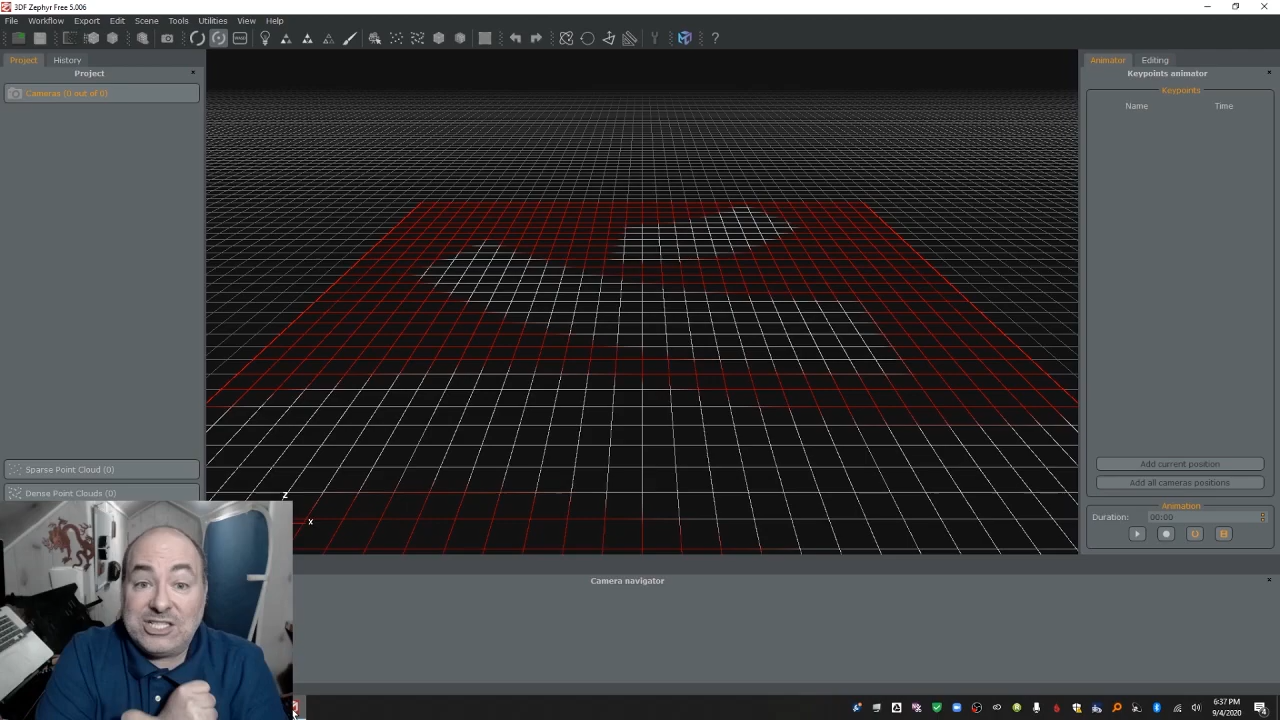 3DF Zephyr Free 5.006
File Workflow Export Edit Scene Tools Utilities View Help
Project History
Project
Cameras (0 out of 0)
Sparse Point Cloud (0)
Dense Point Clouds (0)
Z
X
Camera navigator
Animator Editing
Keypoints animator
Keypoints
Name Time
Add current position
Add all cameras positions
Animation
Duration: 00:00
6:37 PM
9/4/2020